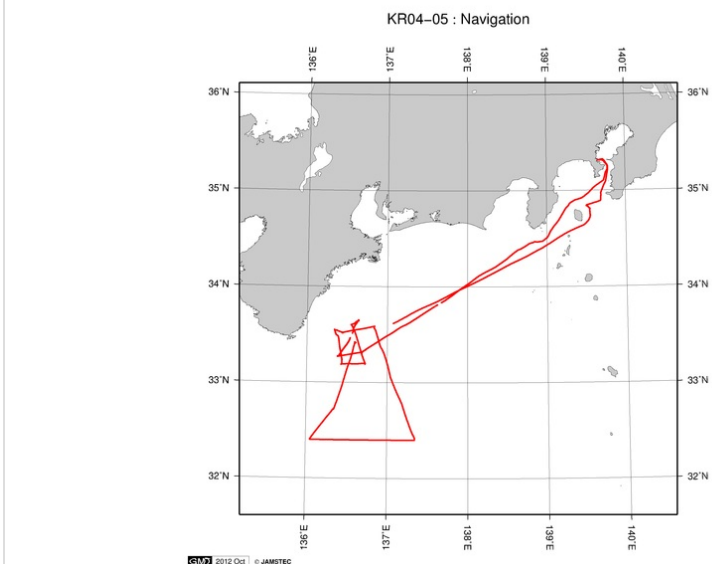 KR04−05 : Navigation
136˚E 137˚E 138˚E 139˚E 140˚E
36˚N 36˚N
35˚N 35˚N
34˚N 34˚N
33˚N 33˚N
32˚N 32˚N
136˚E 137˚E 138˚E 139˚E 140˚E
GMD 2012 Oct © JAMSTEC